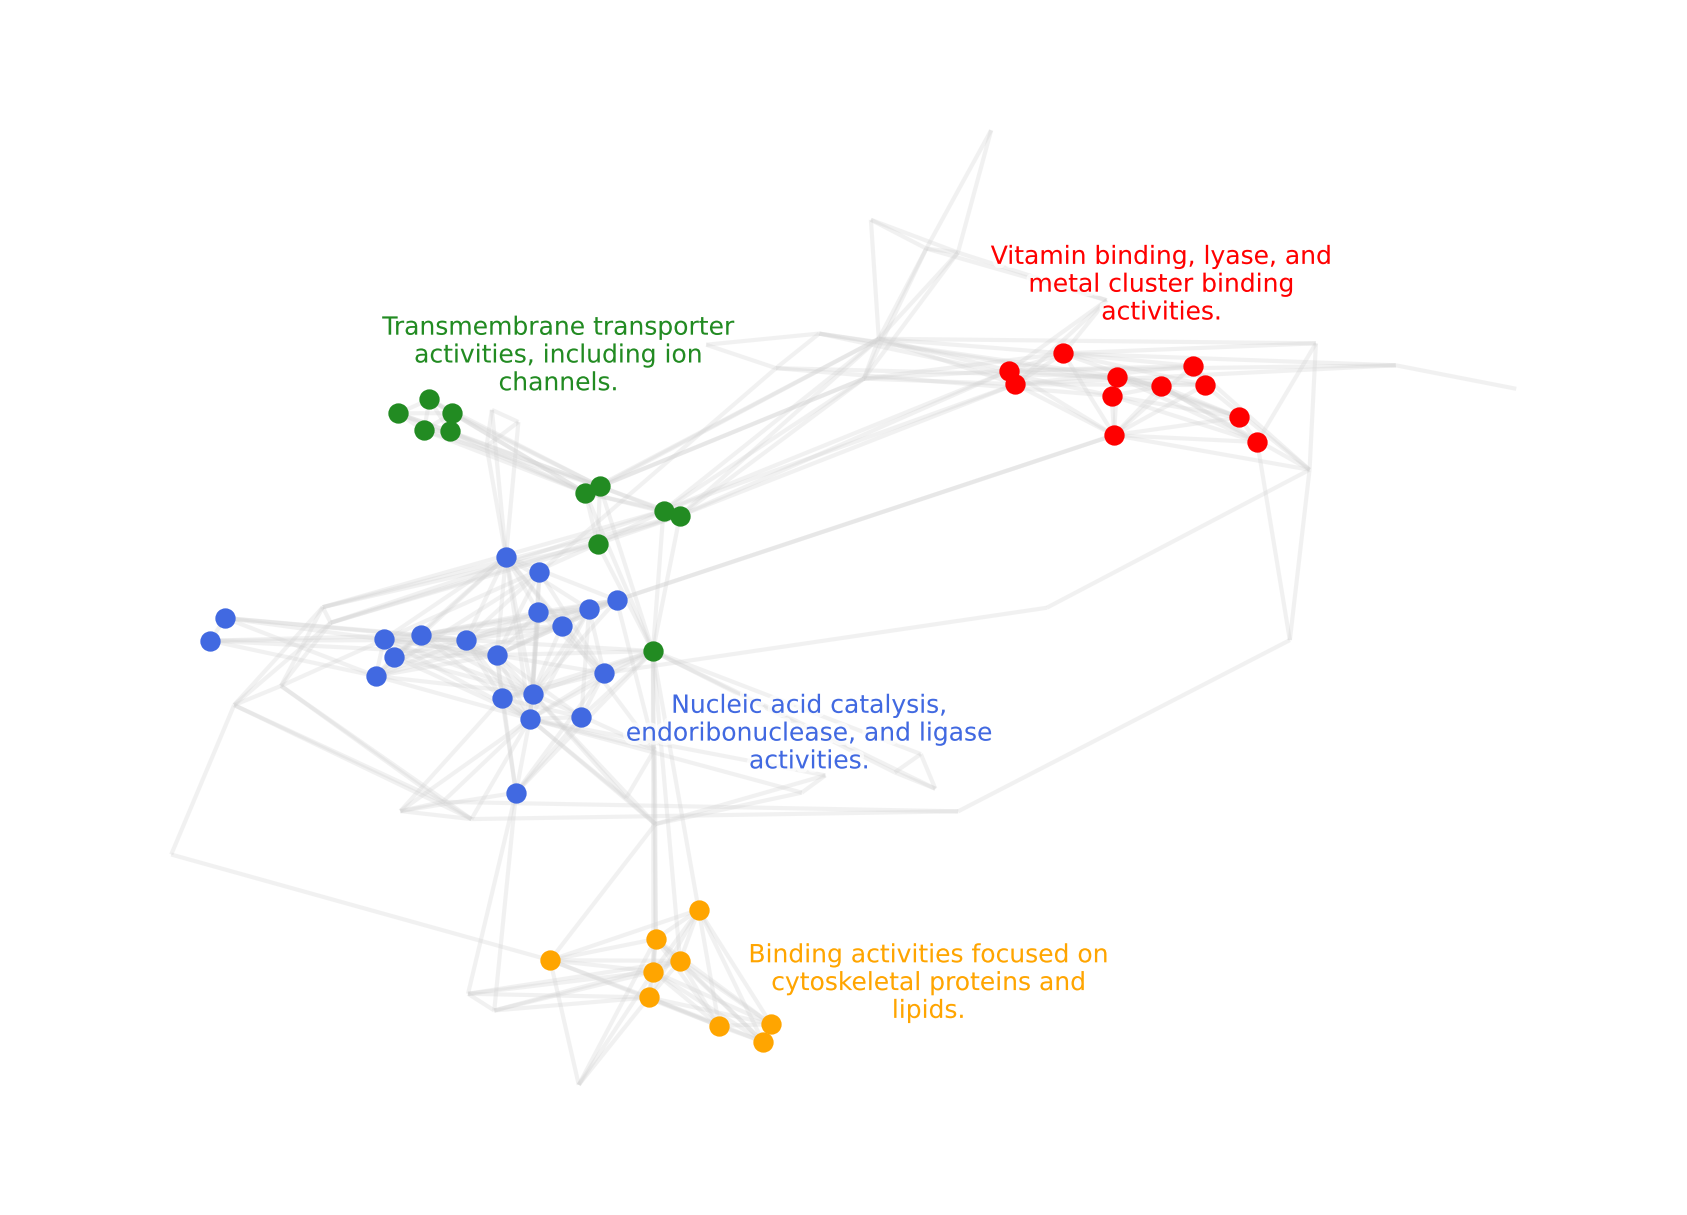 Vitamin binding, lyase, and
metal cluster binding
activities.
Transmembrane transporter
activities, including ion
channels.
Nucleic acid catalysis,
endoribonuclease, and ligase
activities.
Binding activities focused on
cytoskeletal proteins and
lipids.